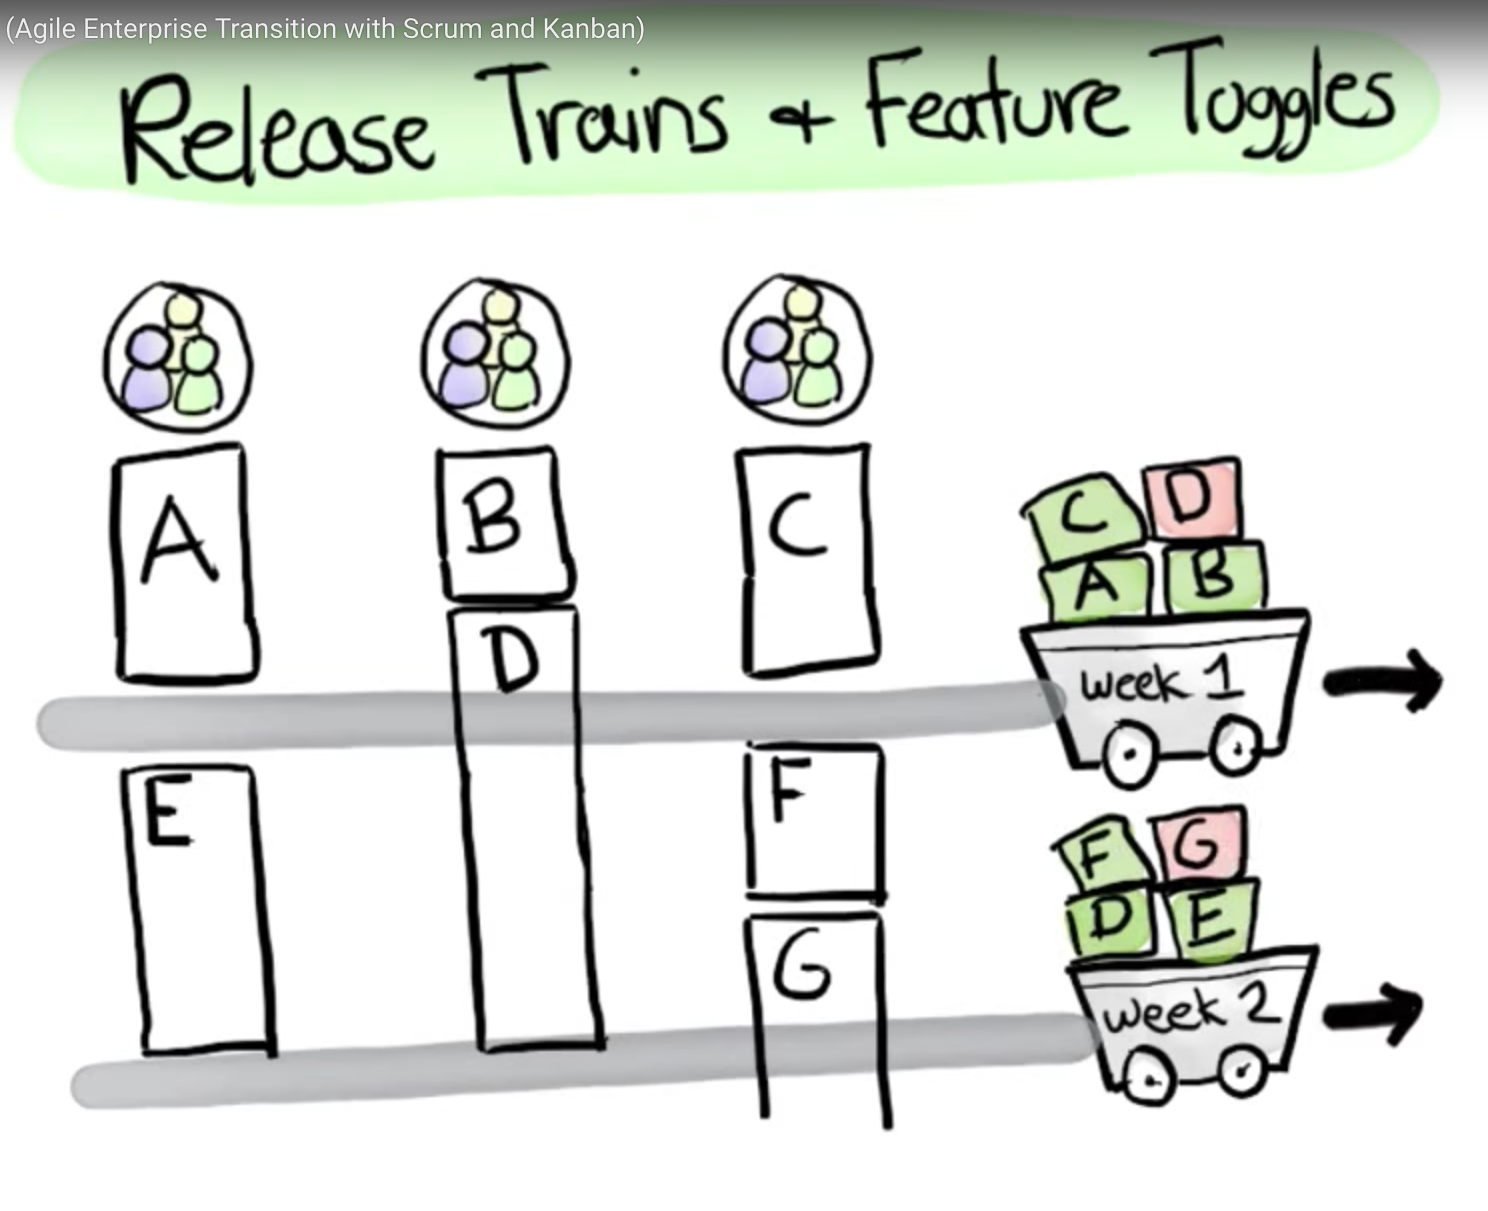 (Agile Enterprise Transition with Scrum and Kanban)
Release Trains & Feature Toggles
A
B
C
D
C
D
A
B
week 1
E
F
G
F
G
D
E
week 2